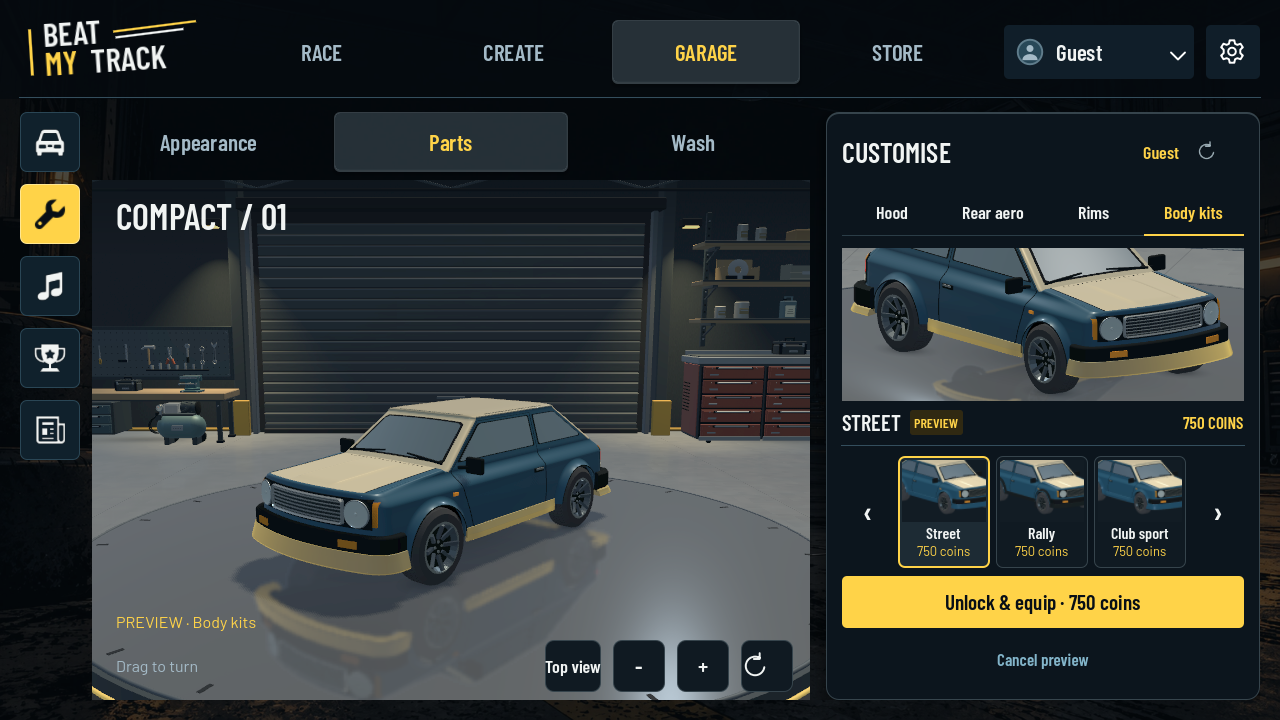 BEAT
MY TRACK
RACE
CREATE
GARAGE
STORE
Guest
Appearance
Parts
Wash
COMPACT / 01
PREVIEW · Body kits
Drag to turn
Top view
-
+
CUSTOMISE
Guest
Hood
Rear aero
Rims
Body kits
STREET
PREVIEW
750 COINS
‹
Street
750 coins
Rally
750 coins
Club sport
750 coins
›
Unlock & equip · 750 coins
Cancel preview